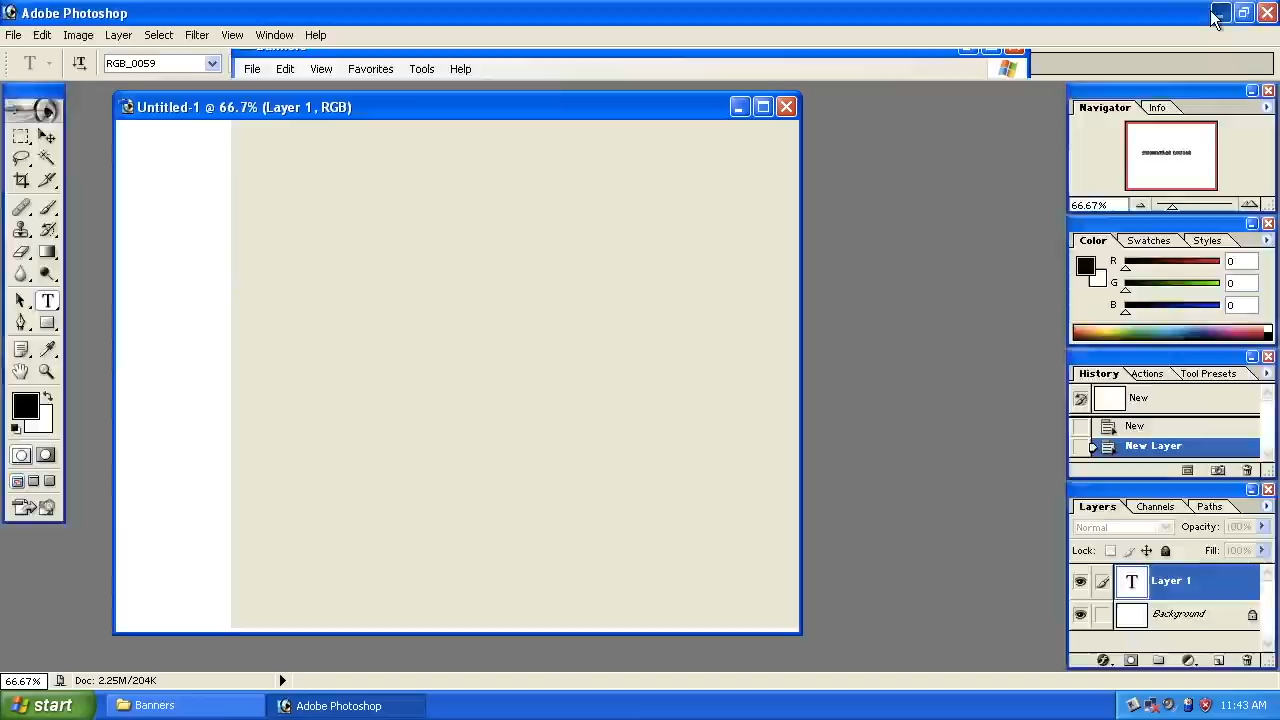 Adobe Photoshop
File Edit Image Layer Select Filter View Window Help
T RGB_0059
File Edit View Favorites Tools Help
Untitled-1 @ 66.7% (Layer 1, RGB)
Navigator Info
66.67%
Color Swatches Styles
R 0
G 0
B 0
T
History Actions Tool Presets
New
New
New Layer
Layers Channels Paths
Normal Opacity: 100%
Lock: Fill: 100%
T Layer 1
Background
66.67% Doc: 2.25M/204K
start Banners Adobe Photoshop 11:43 AM